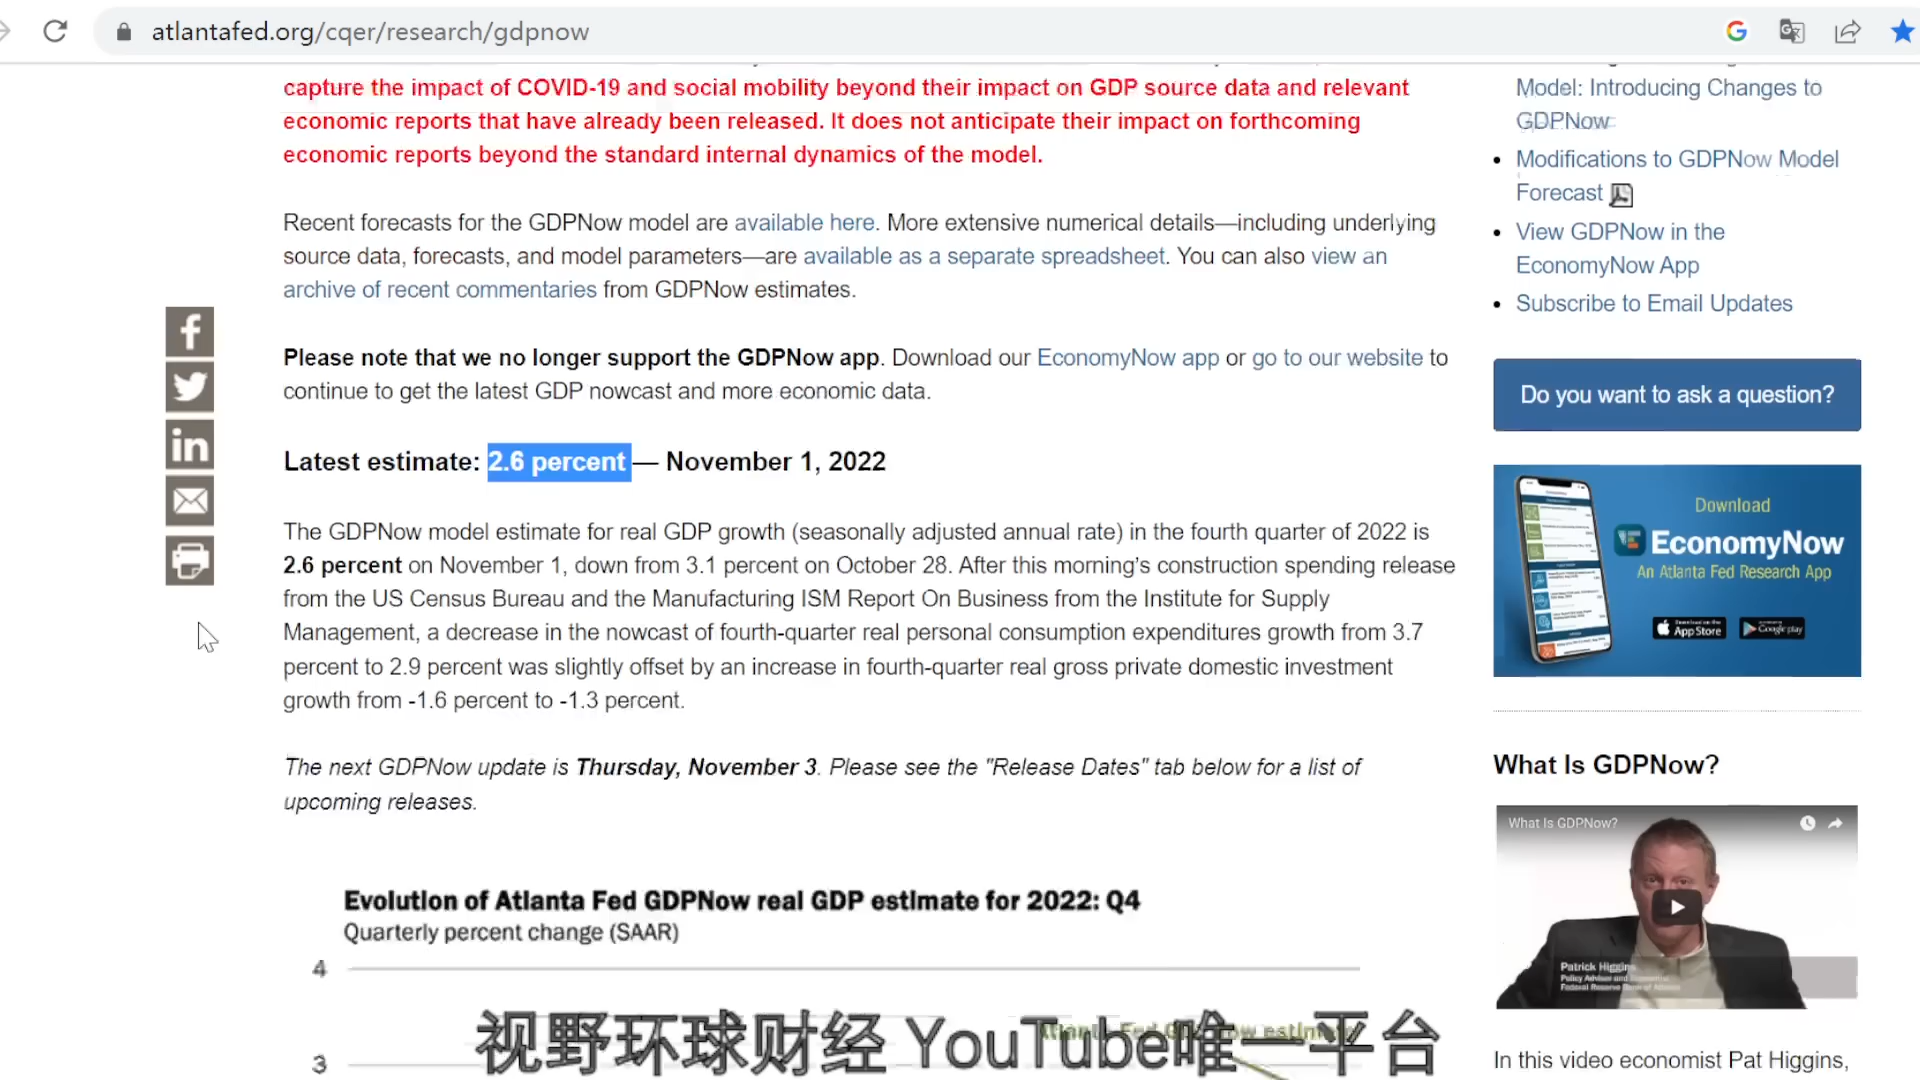 atlantafed.org/cqer/research/gdpnow
capture the impact of COVID-19 and social mobility beyond their impact on GDP source data and relevant
economic reports that have already been released. It does not anticipate their impact on forthcoming
economic reports beyond the standard internal dynamics of the model.
Recent forecasts for the GDPNow model are available here. More extensive numerical details—including underlying
source data, forecasts, and model parameters—are available as a separate spreadsheet. You can also view an
archive of recent commentaries from GDPNow estimates.
Please note that we no longer support the GDPNow app. Download our EconomyNow app or go to our website to
continue to get the latest GDP nowcast and more economic data.
Latest estimate: 2.6 percent — November 1, 2022
The GDPNow model estimate for real GDP growth (seasonally adjusted annual rate) in the fourth quarter of 2022 is
2.6 percent on November 1, down from 3.1 percent on October 28. After this morning's construction spending release
from the US Census Bureau and the Manufacturing ISM Report On Business from the Institute for Supply
Management, a decrease in the nowcast of fourth-quarter real personal consumption expenditures growth from 3.7
percent to 2.9 percent was slightly offset by an increase in fourth-quarter real gross private domestic investment
growth from -1.6 percent to -1.3 percent.
The next GDPNow update is Thursday, November 3. Please see the "Release Dates" tab below for a list of
upcoming releases.
Evolution of Atlanta Fed GDPNow real GDP estimate for 2022: Q4
Quarterly percent change (SAAR)
4
3
视野环球财经 YouTube唯一平台
Model: Introducing Changes to
GDPNow
Modifications to GDPNow Model
Forecast
View GDPNow in the
EconomyNow App
Subscribe to Email Updates
Do you want to ask a question?
Download
EconomyNow
An Atlanta Fed Research App
Download on the
App Store
Google play
What Is GDPNow?
What Is GDPNow?
Patrick Higgins
In this video economist Pat Higgins,